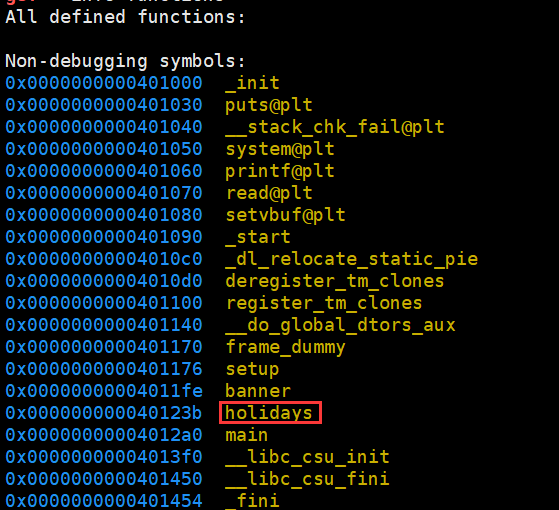 All defined functions:
Non-debugging symbols:
0x0000000000401000 _init
0x0000000000401030 puts@plt
0x0000000000401040 __stack_chk_fail@plt
0x0000000000401050 system@plt
0x0000000000401060 printf@plt
0x0000000000401070 read@plt
0x0000000000401080 setvbuf@plt
0x0000000000401090 _start
0x00000000004010c0 _dl_relocate_static_pie
0x00000000004010d0 deregister_tm_clones
0x0000000000401100 register_tm_clones
0x0000000000401140 __do_global_dtors_aux
0x0000000000401170 frame_dummy
0x0000000000401176 setup
0x00000000004011fe banner
0x000000000040123b holidays
0x00000000004012a0 main
0x00000000004013f0 __libc_csu_init
0x0000000000401450 __libc_csu_fini
0x0000000000401454 _fini